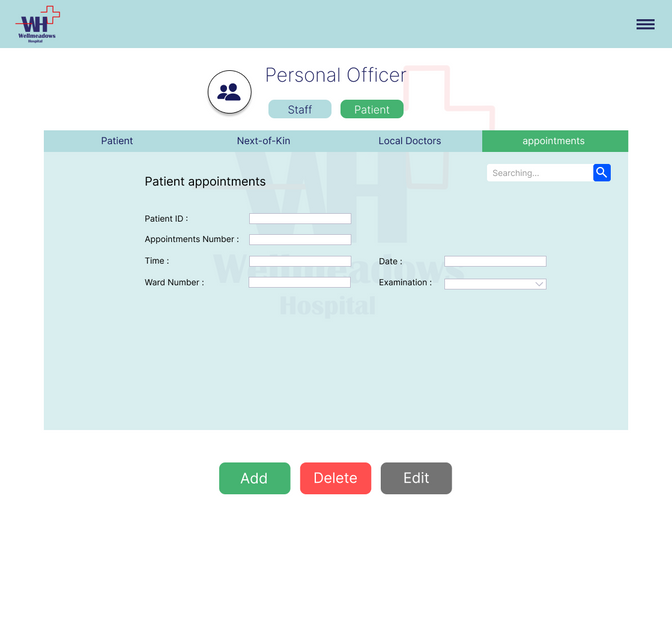 WH
Wellmeadows
Hospital
Personal Officer
Staff
Patient
Patient
Next-of-Kin
Local Doctors
appointments
Searching...
Patient appointments
Patient ID :
Appointments Number :
Time :
Date :
Ward Number :
Examination :
WH
Wellmeadows
Hospital
Add
Delete
Edit